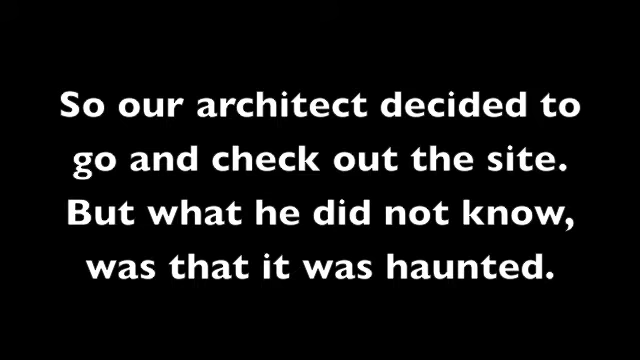 So our architect decided to
go and check out the site.
But what he did not know,
was that it was haunted.